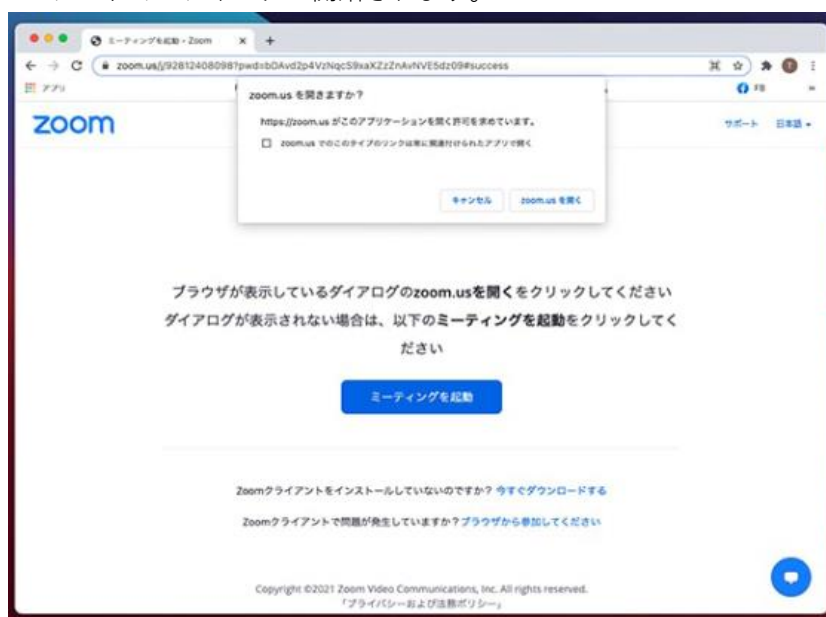 ミーティングを起動 - Zoom
zoom.us/j/92812408098?pwd=bDAvd2p4VzNqcS9xaXZzZnAvNVE5dz09#success
アプリ
FB
zoom.us を開きますか？
https://zoom.us がこのアプリケーションを開く許可を求めています。
zoom.us でのこのタイプのリンクは常に関連付けられたアプリで開く
キャンセル
zoom.us を開く
zoom
サポート
日本語
ブラウザが表示しているダイアログのzoom.usを開くをクリックしてください
ダイアログが表示されない場合は、以下のミーティングを起動をクリックしてく
ださい
ミーティングを起動
Zoomクライアントをインストールしていないのですか？ 今すぐダウンロードする
Zoomクライアントで問題が発生していますか？ブラウザから参加してください
Copyright ©2021 Zoom Video Communications, Inc. All rights reserved.
「プライバシーおよび法務ポリシー」